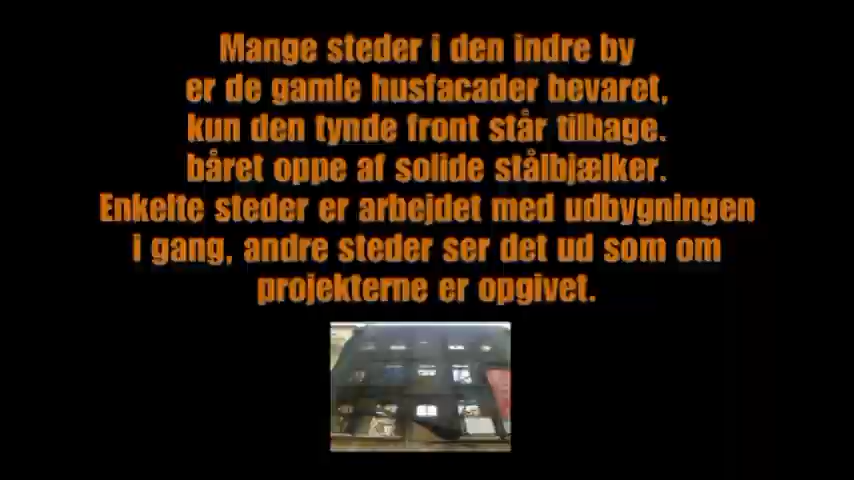 Mange steder i den indre by
er de gamle husfacader bevaret,
kun den tynde front står tilbage.
båret oppe af solide stålbjælker.
Enkelte steder er arbejdet med udbygningen
i gang, andre steder ser det ud som om
projekterne er opgivet.